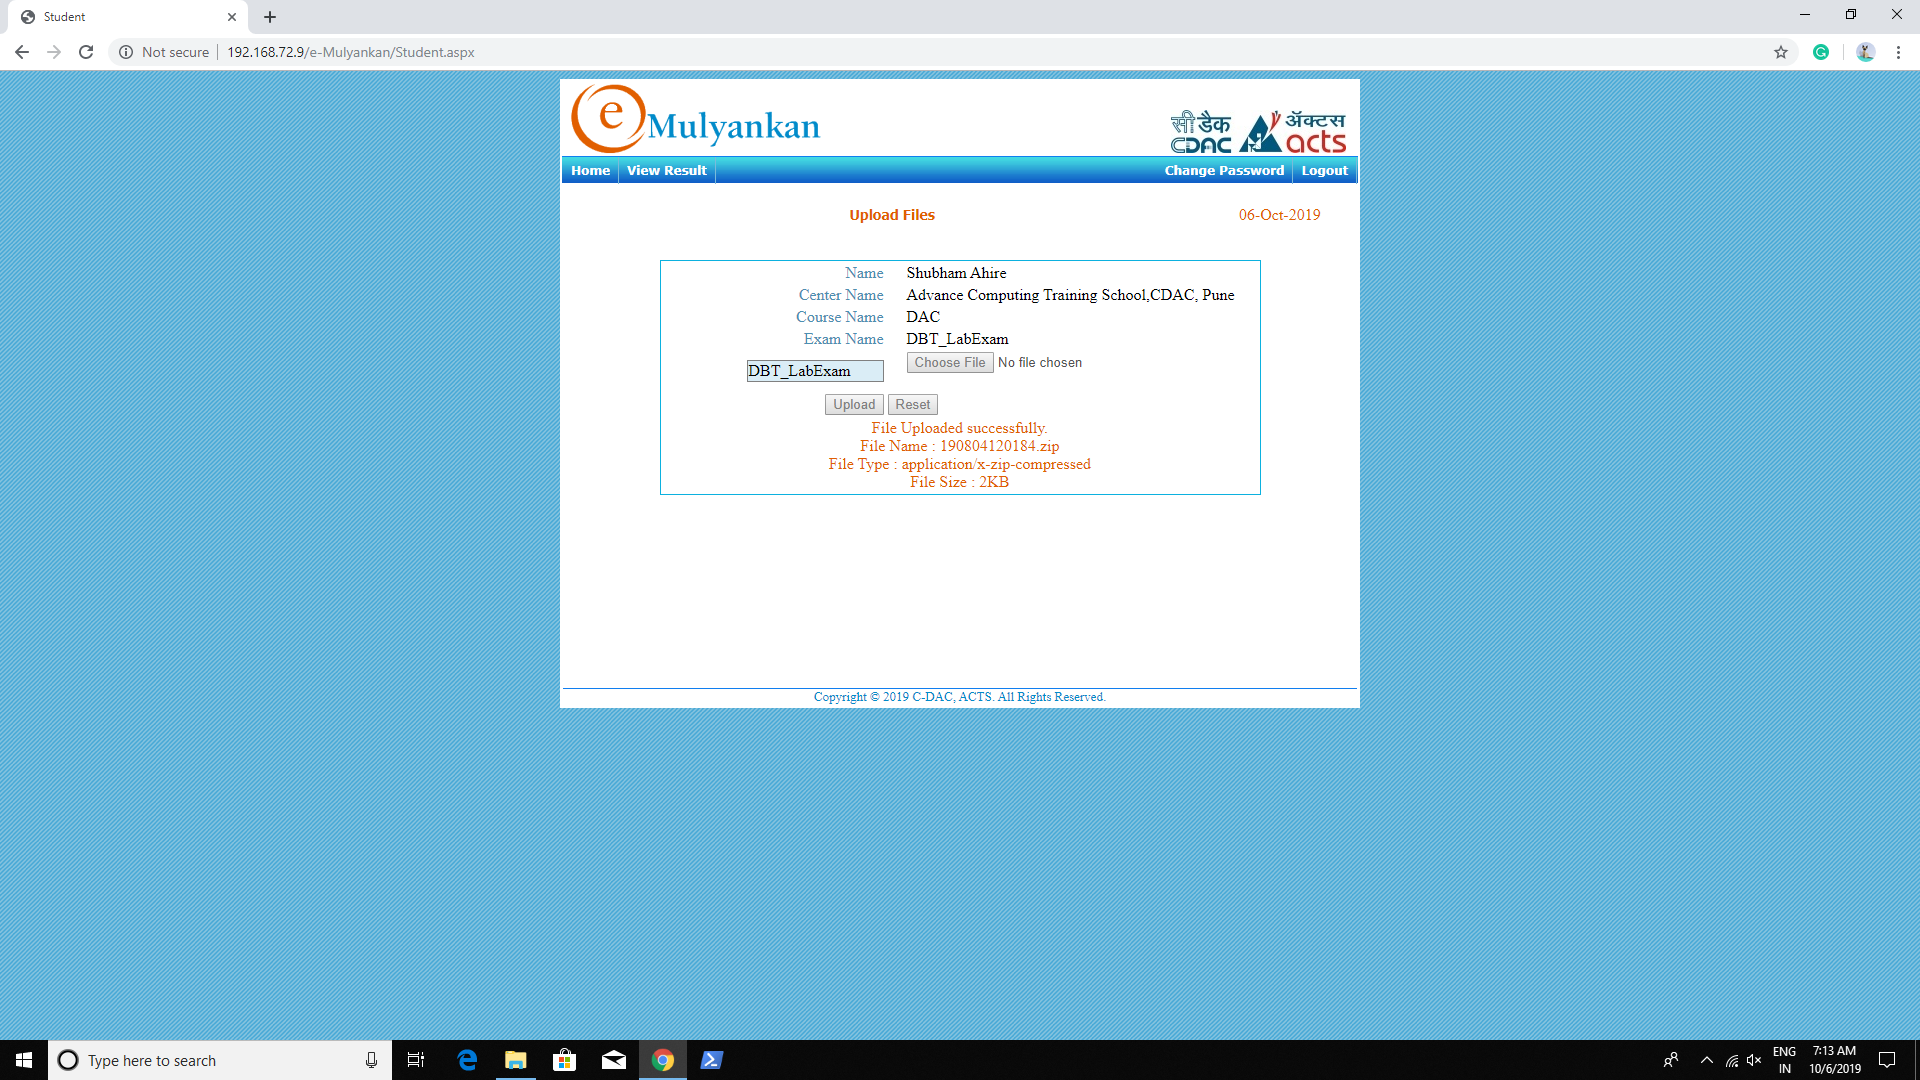 Student
Not secure
192.168.72.9/e-Mulyankan/Student.aspx
e Mulyankan
सी डैक
CDAC
ॲक्टस
acts
Home
View Result
Change Password
Logout
Upload Files
06-Oct-2019
Name Shubham Ahire
Center Name Advance Computing Training School,CDAC, Pune
Course Name DAC
Exam Name DBT_LabExam
DBT_LabExam Choose File No file chosen
Upload Reset
File Uploaded successfully.
File Name : 190804120184.zip
File Type : application/x-zip-compressed
File Size : 2KB
Copyright © 2019 C-DAC, ACTS. All Rights Reserved.
Type here to search
ENG
IN
7:13 AM
10/6/2019